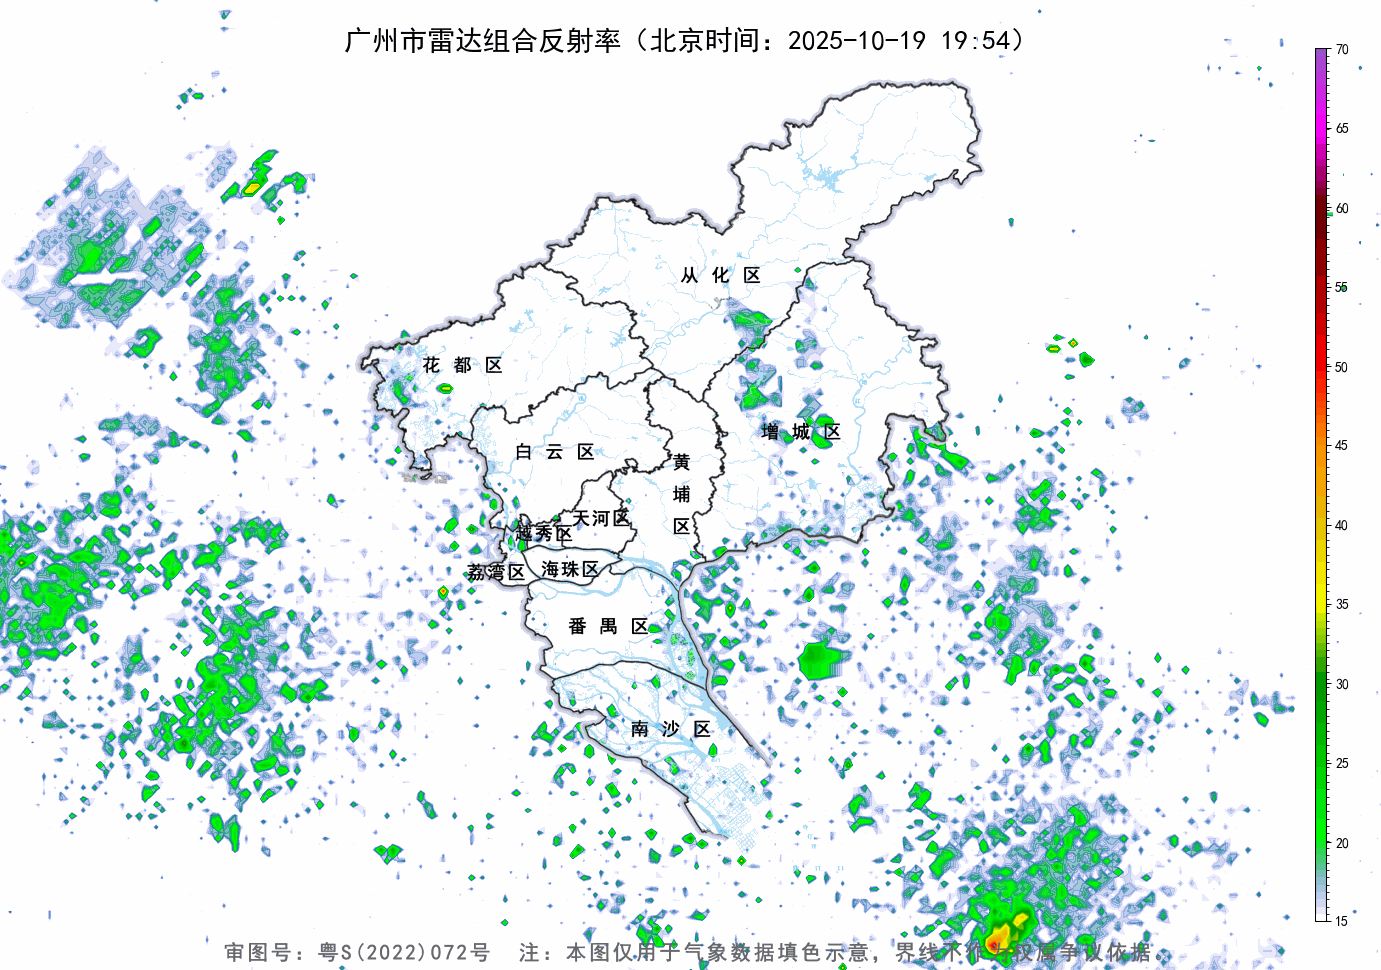 广州市雷达组合反射率（北京时间：2025-10-19 19:54）
70
65
60
55
50
45
40
35
30
25
20
15
从化区
花都区
增城区
白云区
黄埔区
天河区
越秀区
荔湾区
海珠区
番禺区
南沙区
审图号：粤S(2022)072号 注：本图仅用于气象数据填色示意，界线不作为权属争议依据。